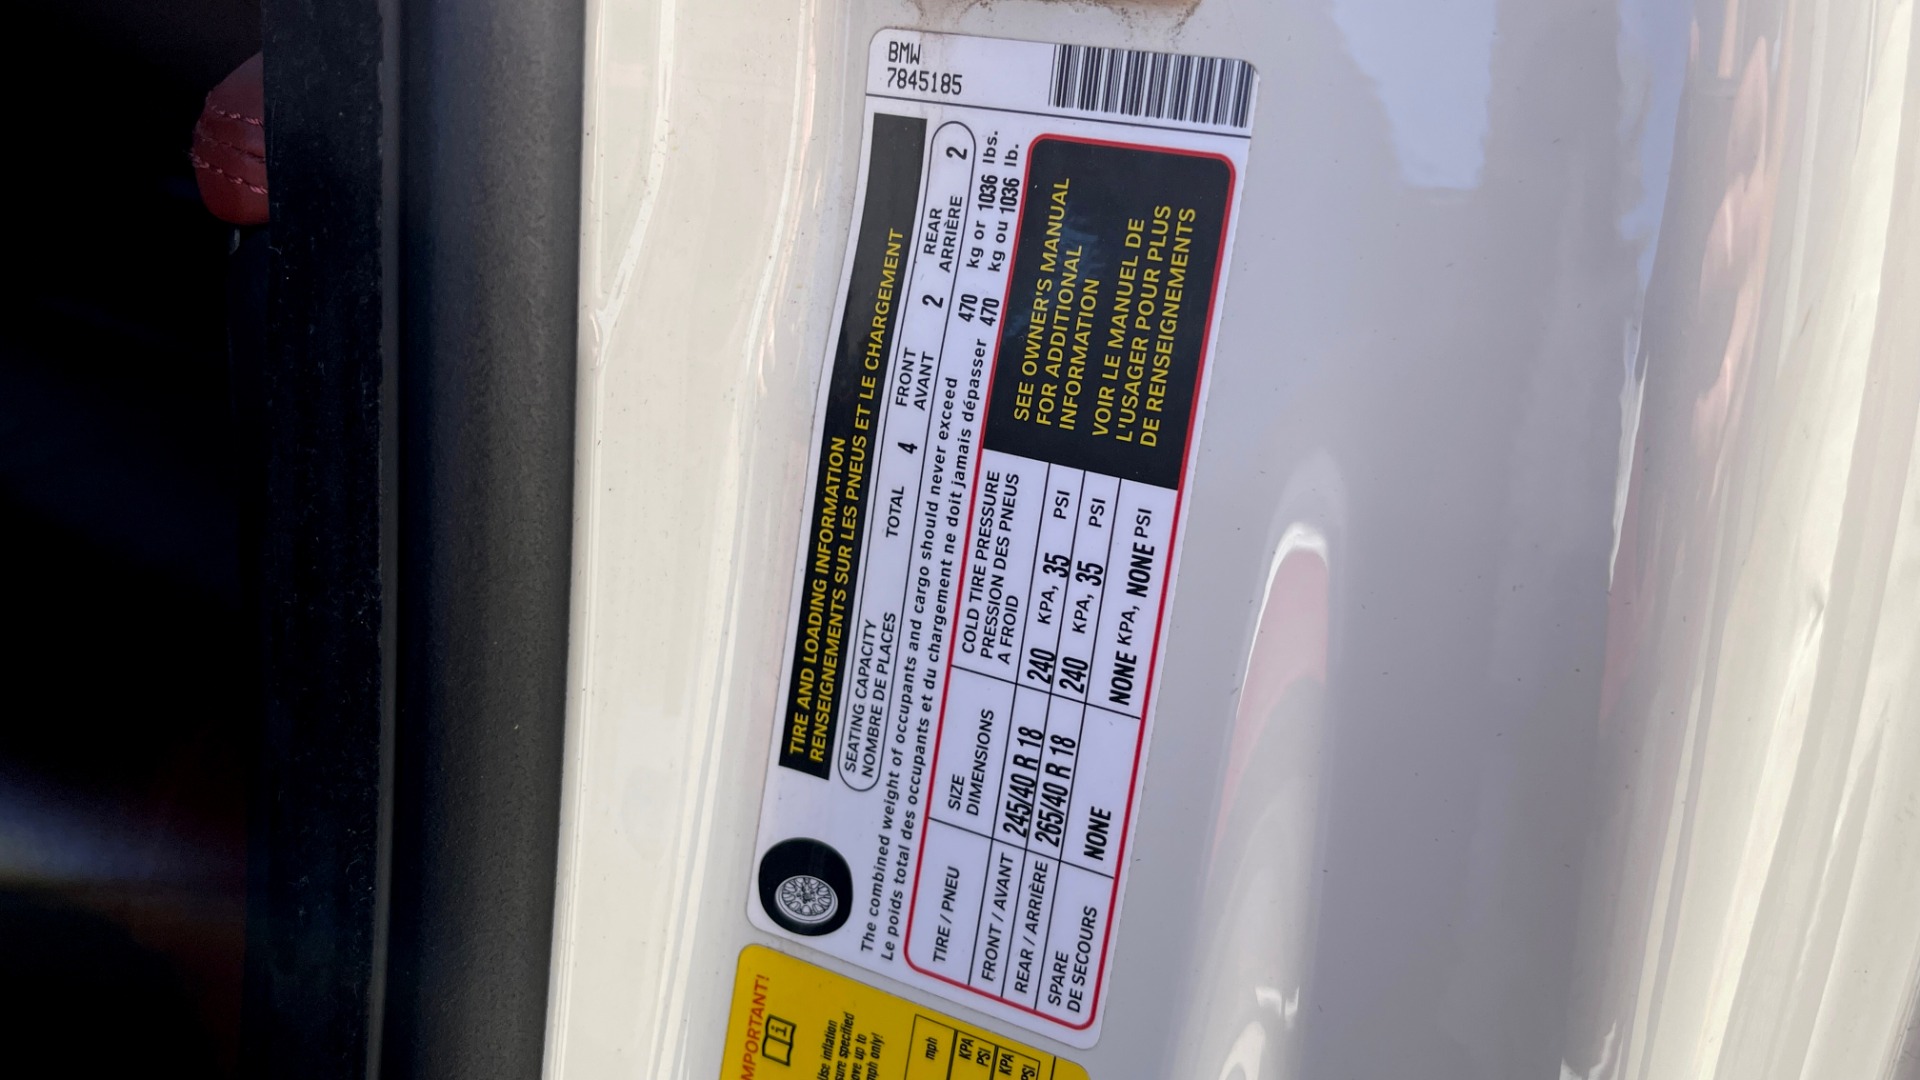 BMW
7845185
TIRE AND LOADING INFORMATION
RENSEIGNEMENTS SUR LES PNEUS ET LE CHARGEMENT
SEATING CAPACITY
NOMBRE DE PLACES
TOTAL 4
FRONT
AVANT
2
REAR
ARRIÈRE
2
The combined weight of occupants and cargo should never exceed 470 kg or 1036 lbs.
Le poids total des occupants et du chargement ne doit jamais dépasser 470 kg ou 1036 lb.
TIRE / PNEU
SIZE
DIMENSIONS
COLD TIRE PRESSURE
PRESSION DES PNEUS
A FROID
FRONT / AVANT 245/40 R 18 240 KPA, 35 PSI
REAR / ARRIÈRE 265/40 R 18 240 KPA, 35 PSI
SPARE
DE SECOURS
NONE NONE KPA, NONE PSI
SEE OWNER'S MANUAL
FOR ADDITIONAL
INFORMATION
VOIR LE MANUEL DE
L'USAGER POUR PLUS
DE RENSEIGNEMENTS
inflation
specified
up to
only!
mph
KPA
PSI
KPA
PSI